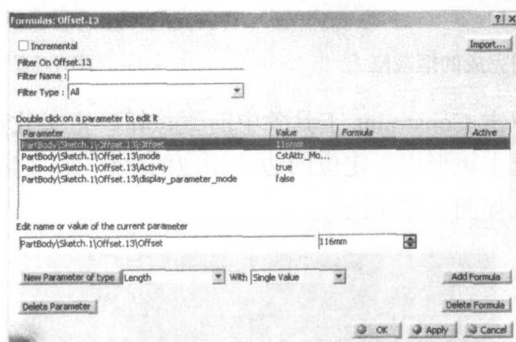 Formulas: Offset.13 ? X
Incremental
Import...
Filter On Offset.13
Filter Name :
Filter Type : All
Double click on a parameter to edit it
Parameter Value Formula Active
PartBody\Sketch.1\Offset.13\Offset 116mm
PartBody\Sketch.1\Offset.13\mode CstAttr_Mo...
PartBody\Sketch.1\Offset.13\Activity true
PartBody\Sketch.1\Offset.13\display_parameter_mode false
Edit name or value of the current parameter
PartBody\Sketch.1\Offset.13\Offset 116mm
New Parameter of type Length With Single Value Add Formula
Delete Parameter Delete Formula
OK Apply Cancel